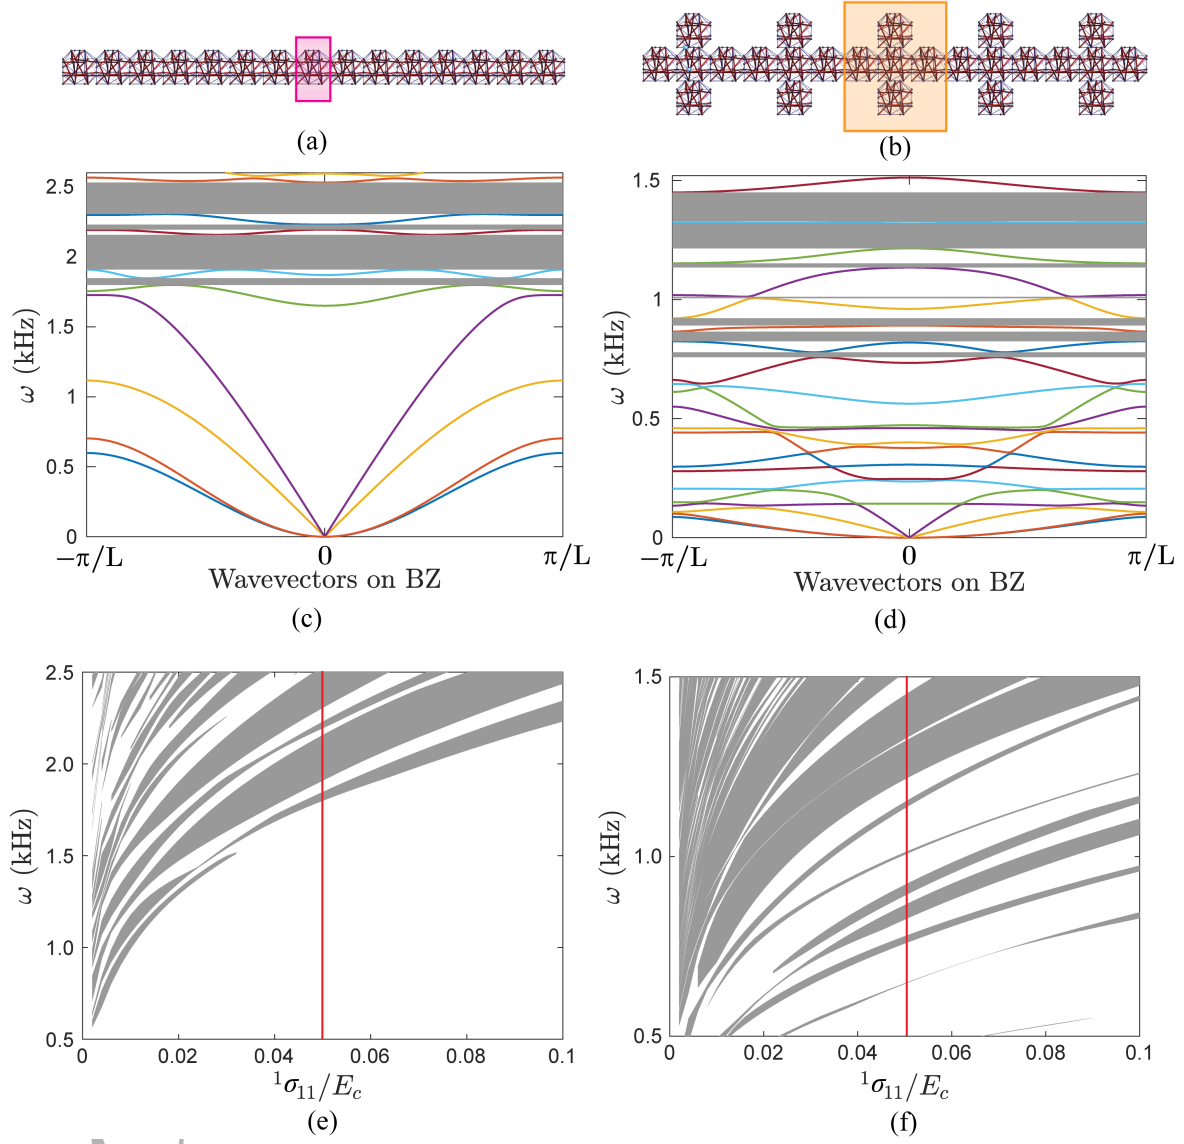 (a)
(b)
2.5
2
1.5
1
0.5
0
ω (kHz)
−π/L
0
π/L
Wavevectors on BZ
(c)
1.5
1
0.5
0
ω (kHz)
−π/L
0
π/L
Wavevectors on BZ
(d)
2.5
2.0
1.5
1.0
0.5
ω (kHz)
0
0.02
0.04
0.06
0.08
0.1
¹σ₁₁/E_c
(e)
1.5
1.0
0.5
ω (kHz)
0
0.02
0.04
0.06
0.08
0.1
¹σ₁₁/E_c
(f)